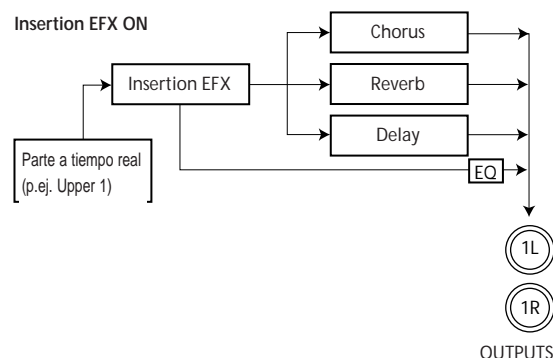 Insertion EFX ON
Chorus
Insertion EFX
Reverb
Delay
Parte a tiempo real
(p.ej. Upper 1)
EQ
1L
1R
OUTPUTS